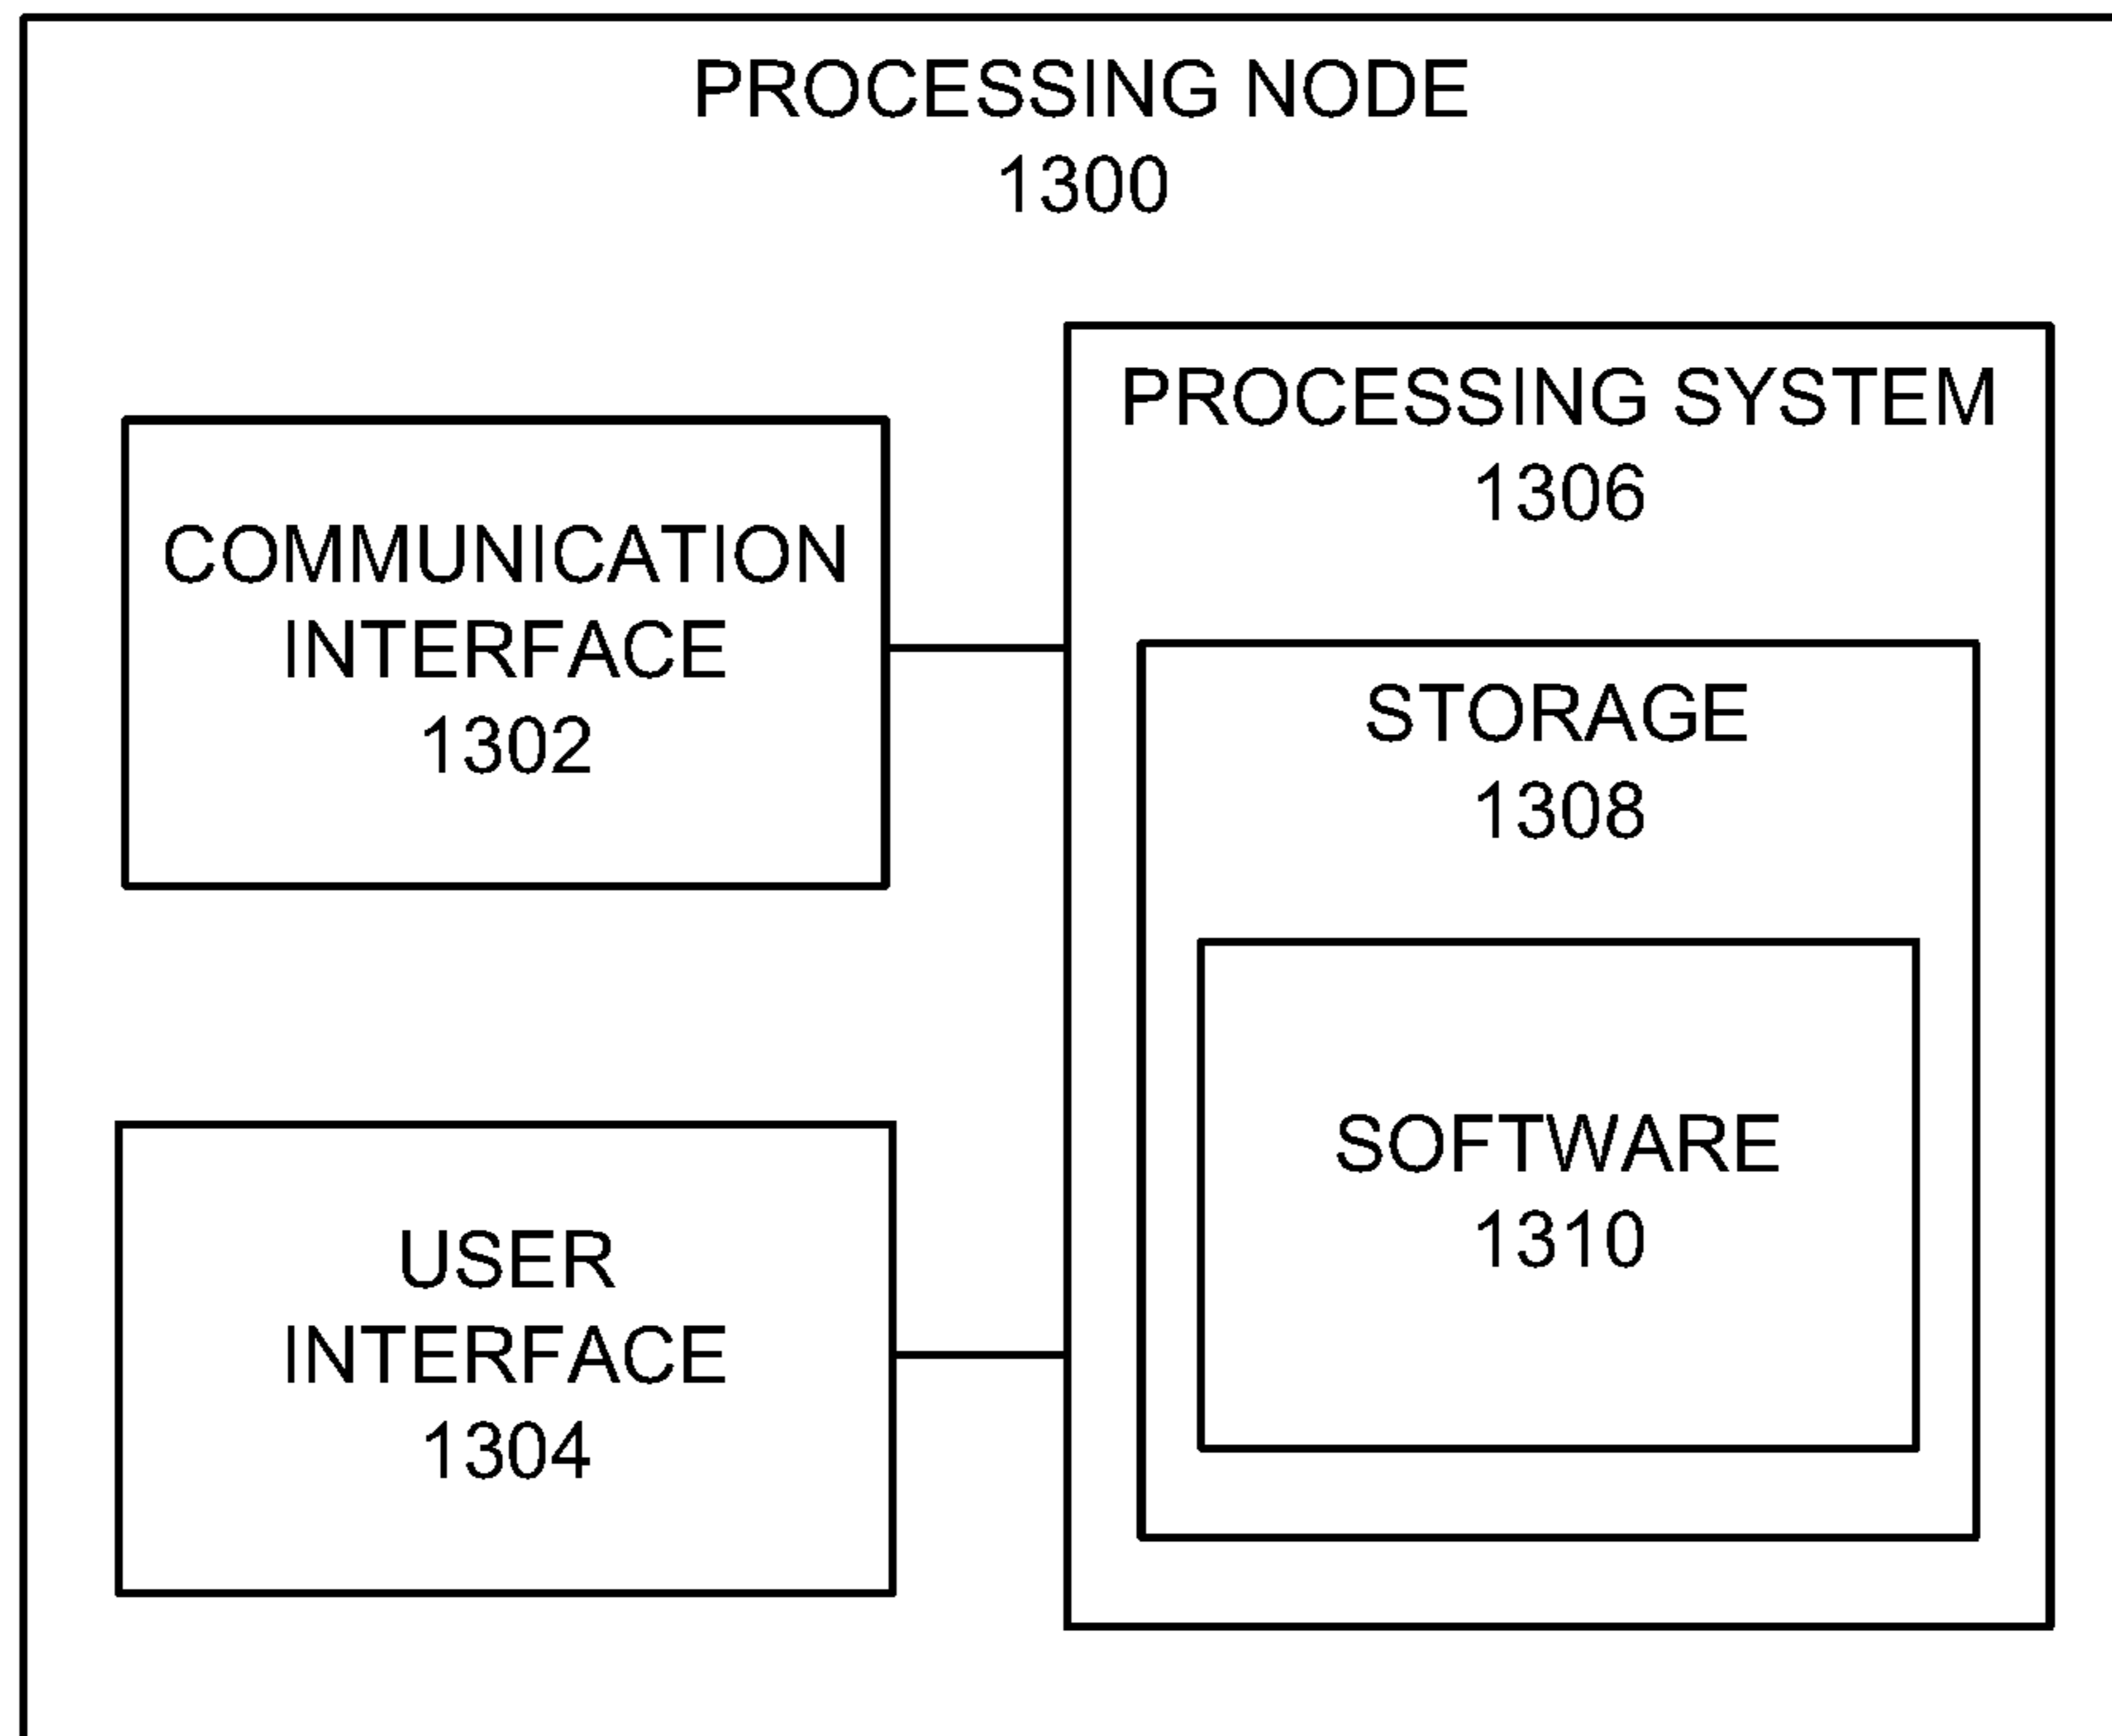 PROCESSING NODE
1300
COMMUNICATION
INTERFACE
1302
USER
INTERFACE
1304
PROCESSING SYSTEM
1306
STORAGE
1308
SOFTWARE
1310